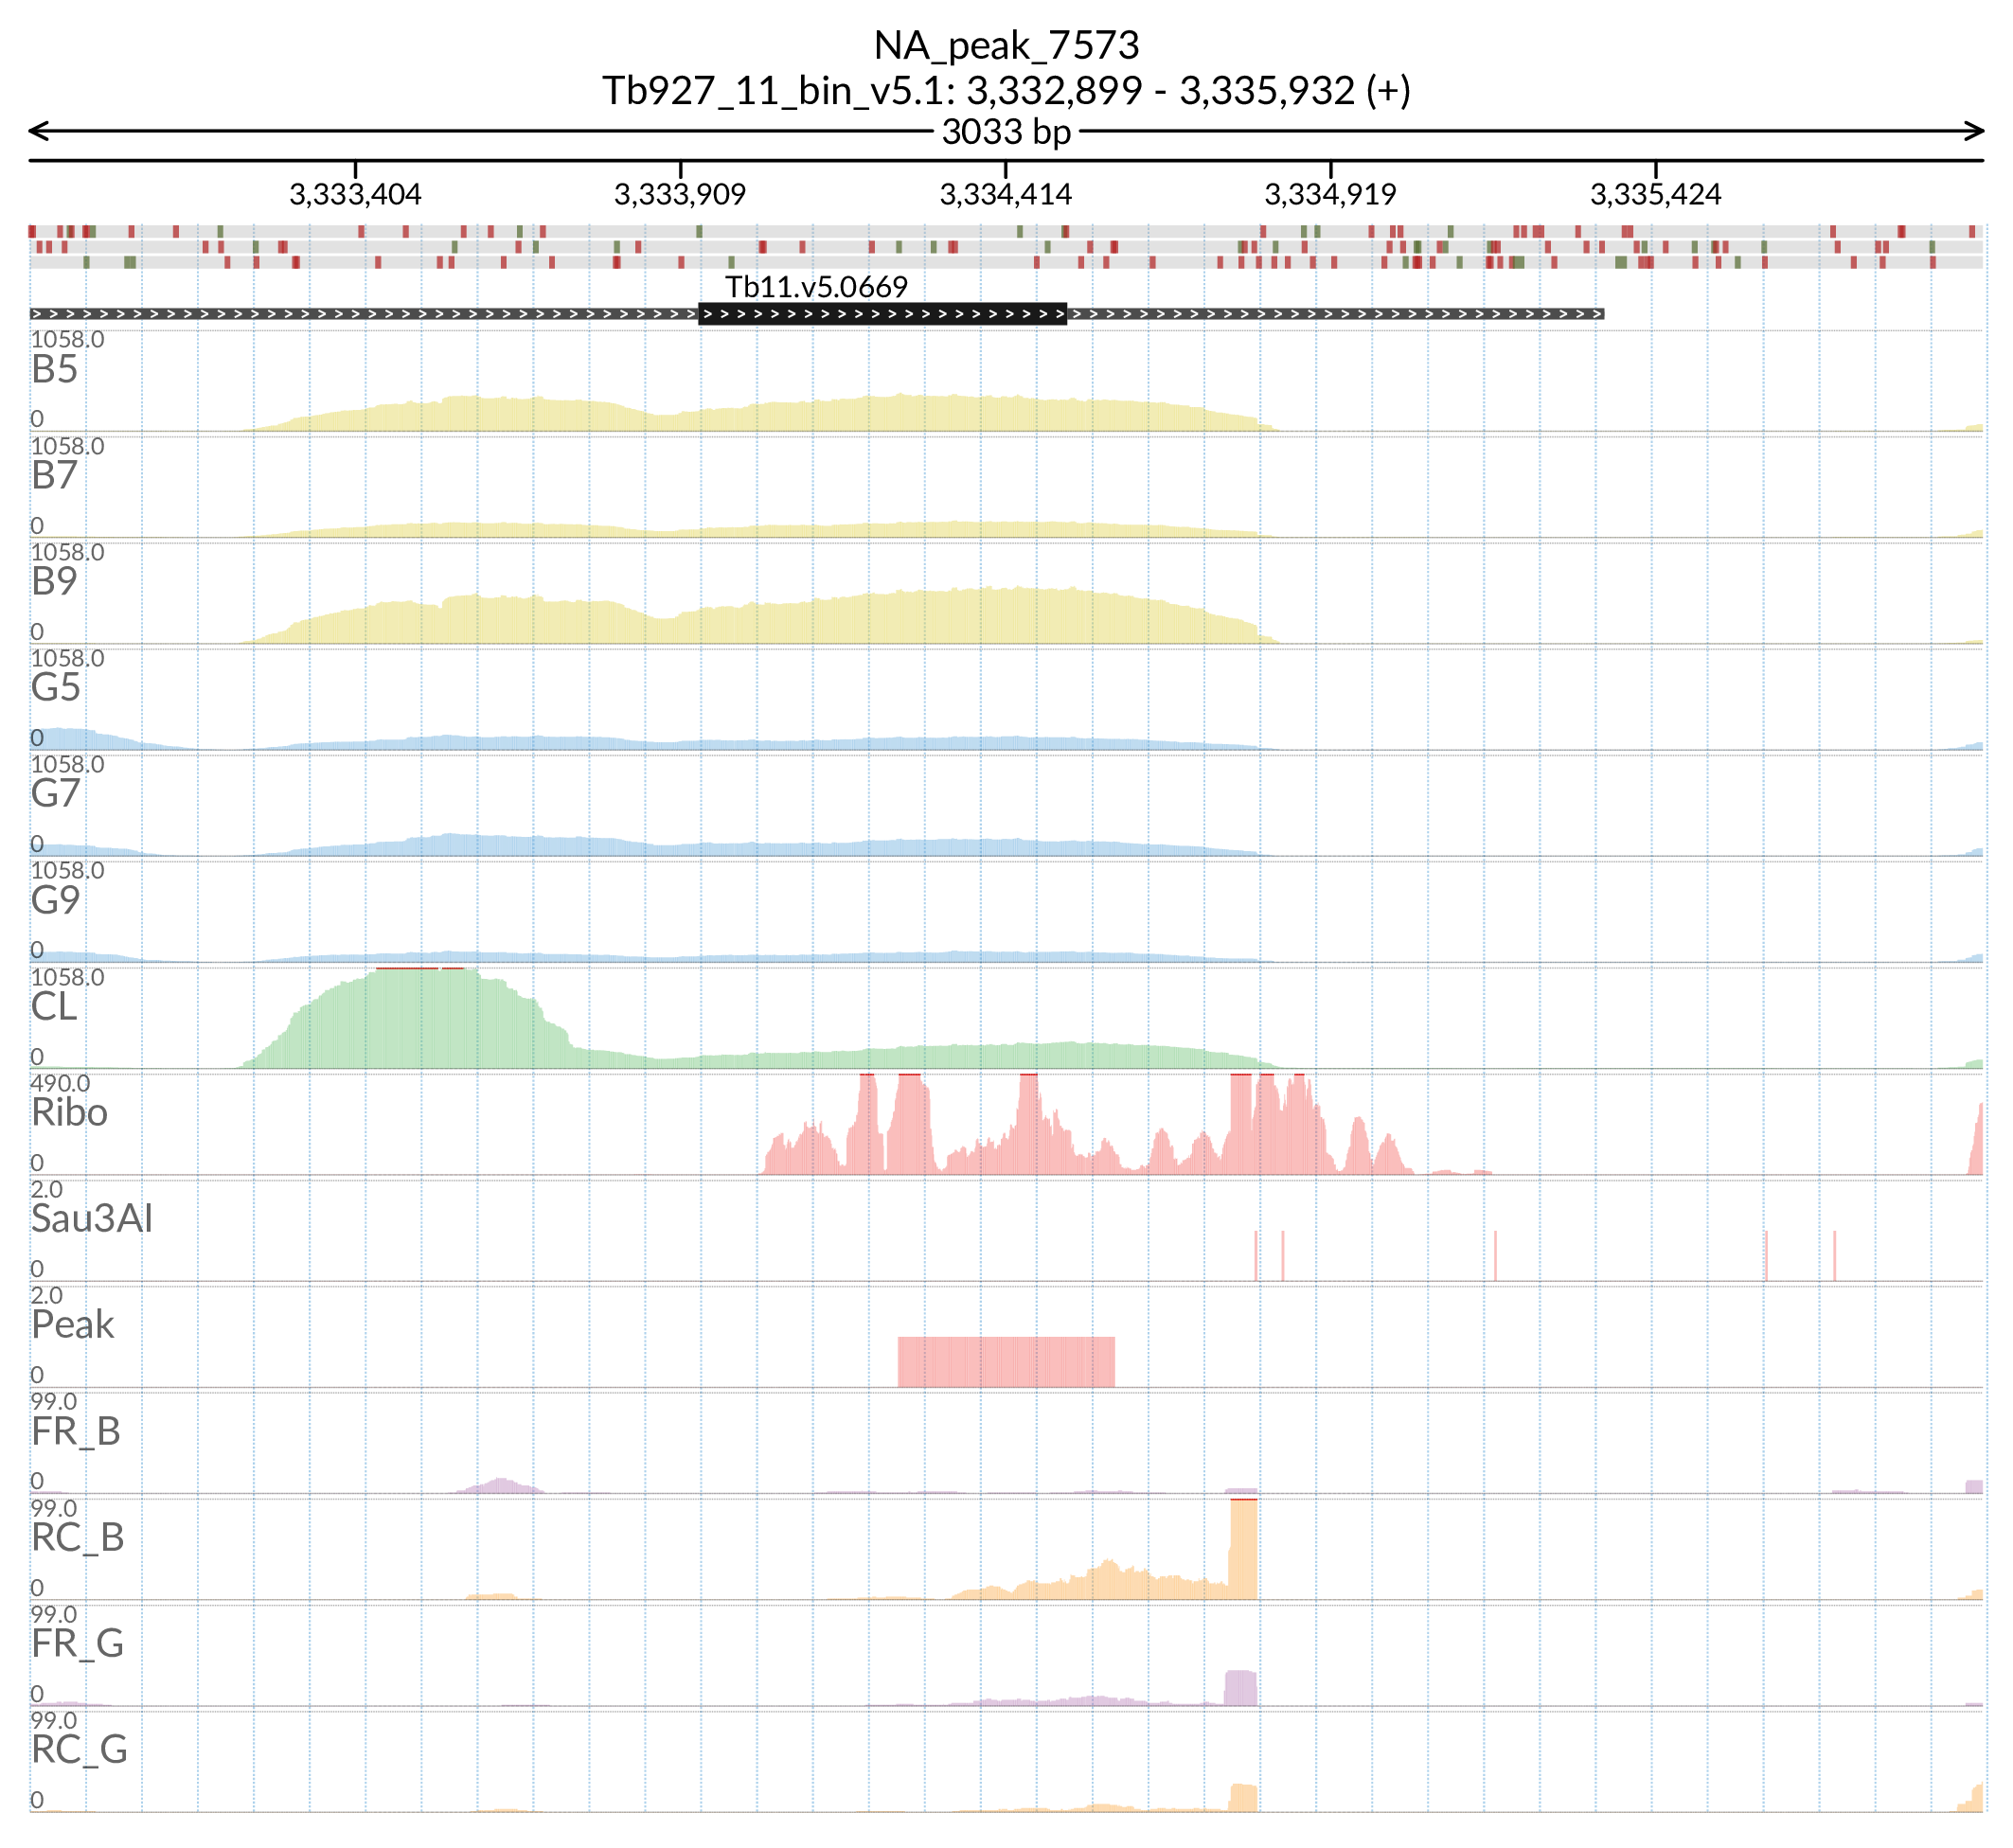 NA_peak_7573
Tb927_11_bin_v5.1: 3,332,899 - 3,335,932 (+)
3033 bp
3,333,404 3,333,909 3,334,414 3,334,919 3,335,424
Tb11.v5.0669
1058.0
B5
0
1058.0
B7
0
1058.0
B9
0
1058.0
G5
0
1058.0
G7
0
1058.0
G9
0
1058.0
CL
0
490.0
Ribo
0
2.0
Sau3AI
0
2.0
Peak
0
99.0
FR_B
0
99.0
RC_B
0
99.0
FR_G
0
99.0
RC_G
0